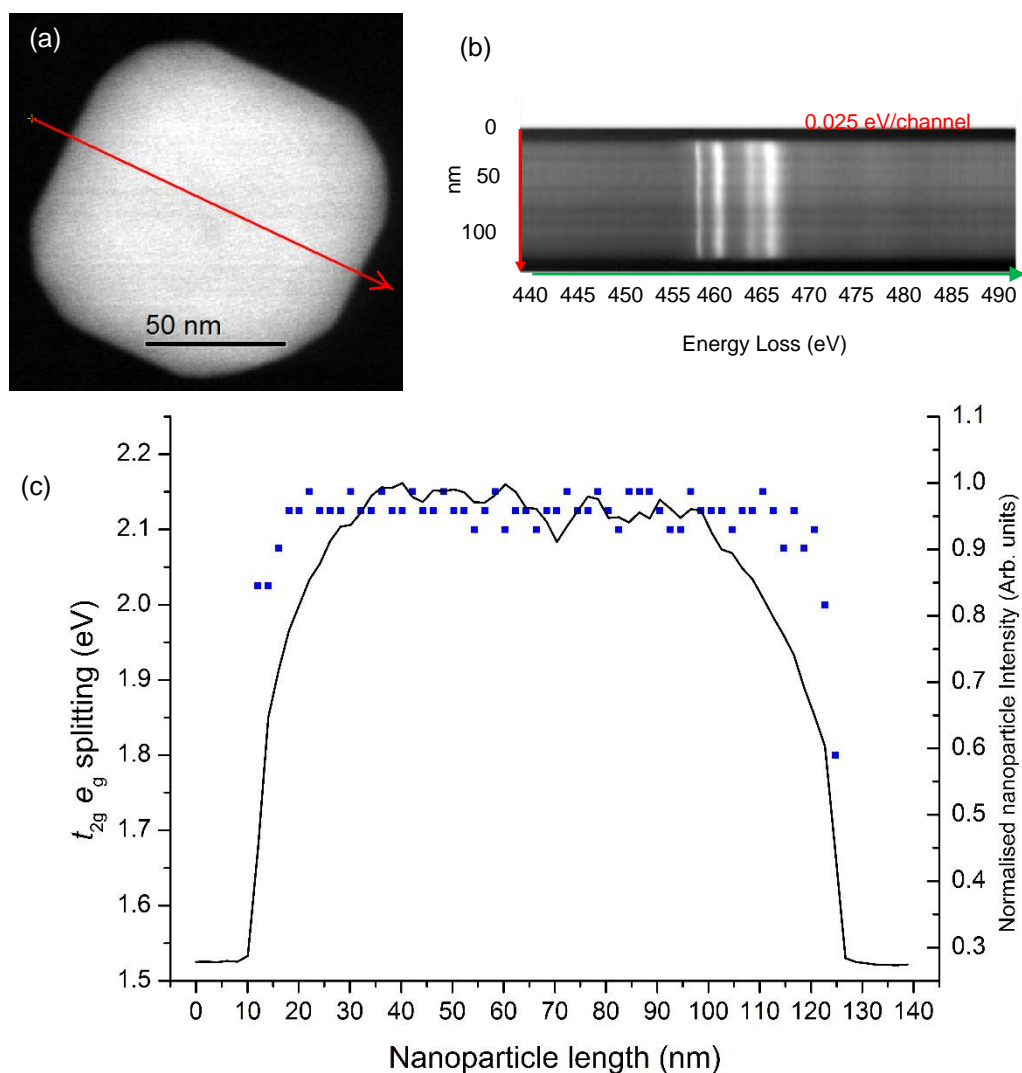 (a)
50 nm
(b)
0.025 eV/channel
0
50
100
nm
440 445 450 455 460 465 470 475 480 485 490
Energy Loss (eV)
(c)
2.2
2.1
2.0
1.9
1.8
1.7
1.6
1.5
t2g eg splitting (eV)
1.1
1.0
0.9
0.8
0.7
0.6
0.5
0.4
0.3
Normalised nanoparticle Intensity (Arb. units)
0 10 20 30 40 50 60 70 80 90 100 110 120 130 140
Nanoparticle length (nm)